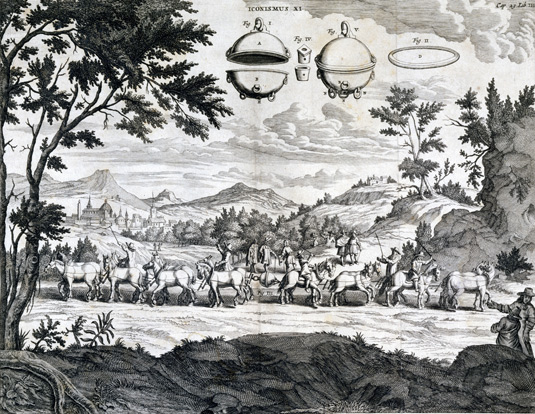 ICONISMUS XI.
Fig. I.
A
B
Fig. IV.
Fig. V.
Fig. II
D